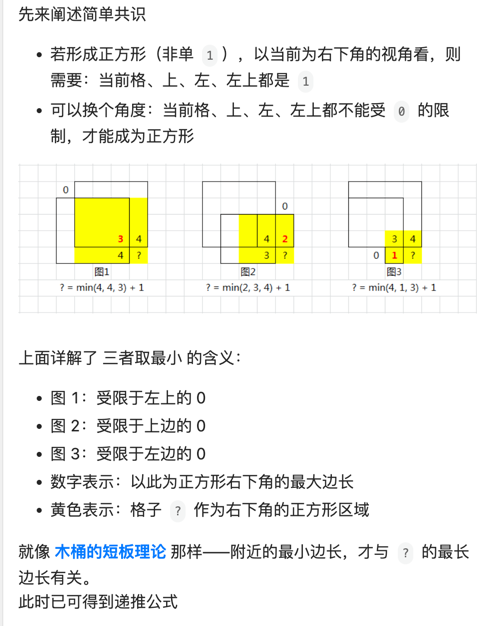 先来阐述简单共识
• 若形成正方形（非单 1 ），以当前为右下角的视角看，则
需要：当前格、上、左、左上都是 1
• 可以换个角度：当前格、上、左、左上都不能受 0 的限
制，才能成为正方形
0
3 4
4 ?
图1
? = min(4, 4, 3) + 1
0
4 2
3 ?
图2
? = min(2, 3, 4) + 1
3 4
0 1 ?
图3
? = min(4, 1, 3) + 1
上面详解了 三者取最小 的含义：
• 图 1：受限于左上的 0
• 图 2：受限于上边的 0
• 图 3：受限于左边的 0
• 数字表示：以此为正方形右下角的最大边长
• 黄色表示：格子 ? 作为右下角的正方形区域
就像 木桶的短板理论 那样——附近的最小边长，才与 ? 的最长
边长有关。
此时已可得到递推公式